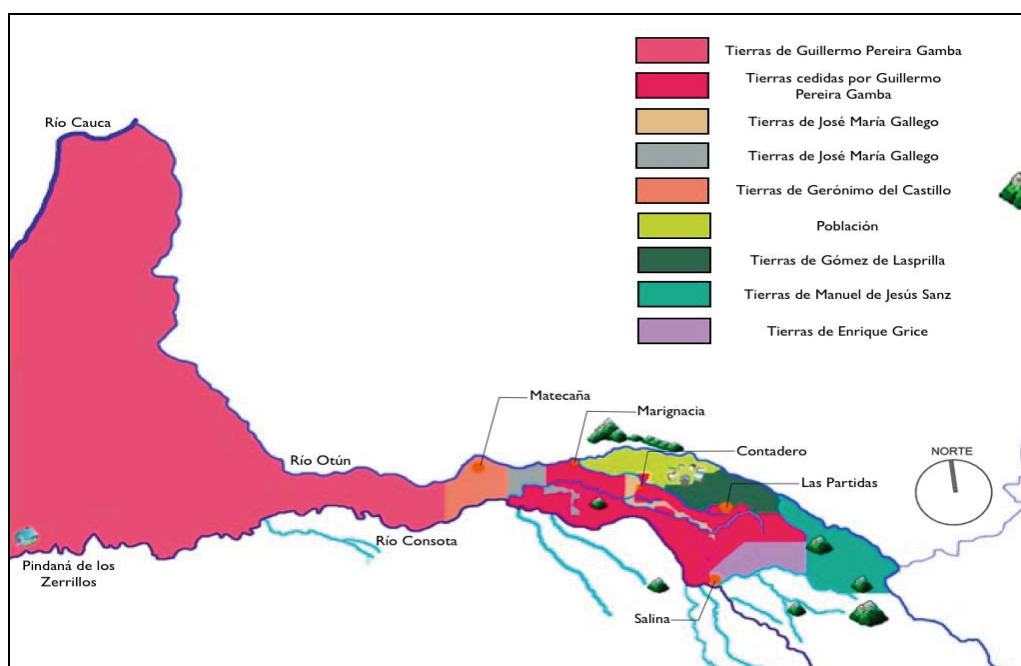 Tierras de Guillermo Pereira Gamba
Tierras cedidas por Guillermo
Pereira Gamba
Tierras de José María Gallego
Tierras de José María Gallego
Tierras de Gerónimo del Castillo
Población
Tierras de Gómez de Lasprilla
Tierras de Manuel de Jesús Sanz
Tierras de Enrique Grice
Río Cauca
Matecaña
Marignacia
Contadero
Las Partidas
NORTE
Río Otún
Río Consota
Pindaná de los
Zerrillos
Salina